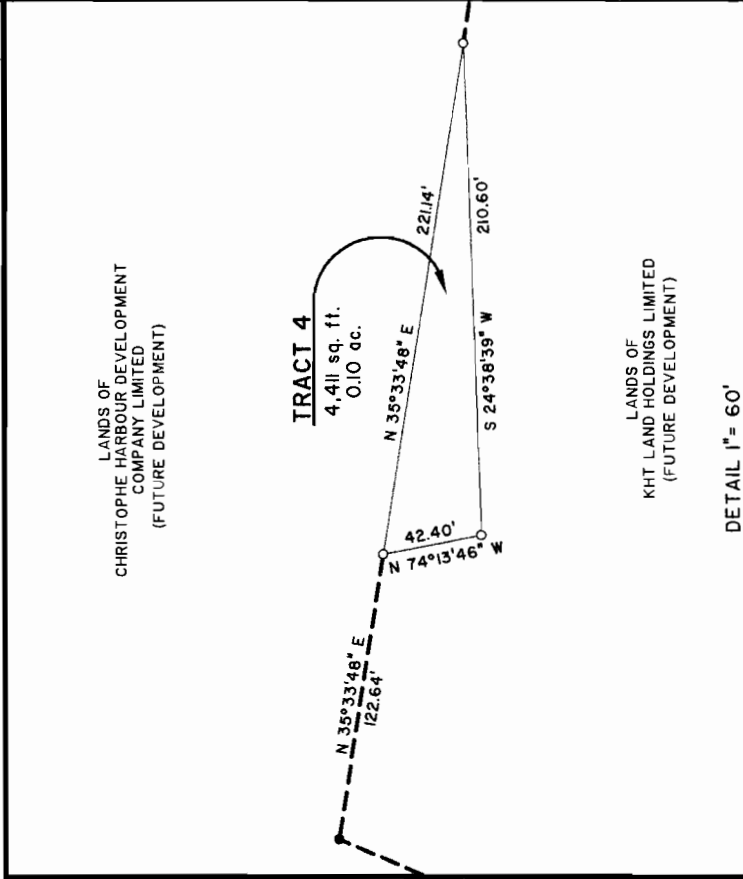 LANDS OF
CHRISTOPHE HARBOUR DEVELOPMENT
COMPANY LIMITED
(FUTURE DEVELOPMENT)
TRACT 4
4,411 sq. ft.
0.10 ac.
221.14'
N 35°33'48" E
210.60'
S 24°38'39" W
42.40'
N 74°13'46" W
N 35°33'48" E
122.64'
LANDS OF
KHT LAND HOLDINGS LIMITED
(FUTURE DEVELOPMENT)
DETAIL 1"= 60'